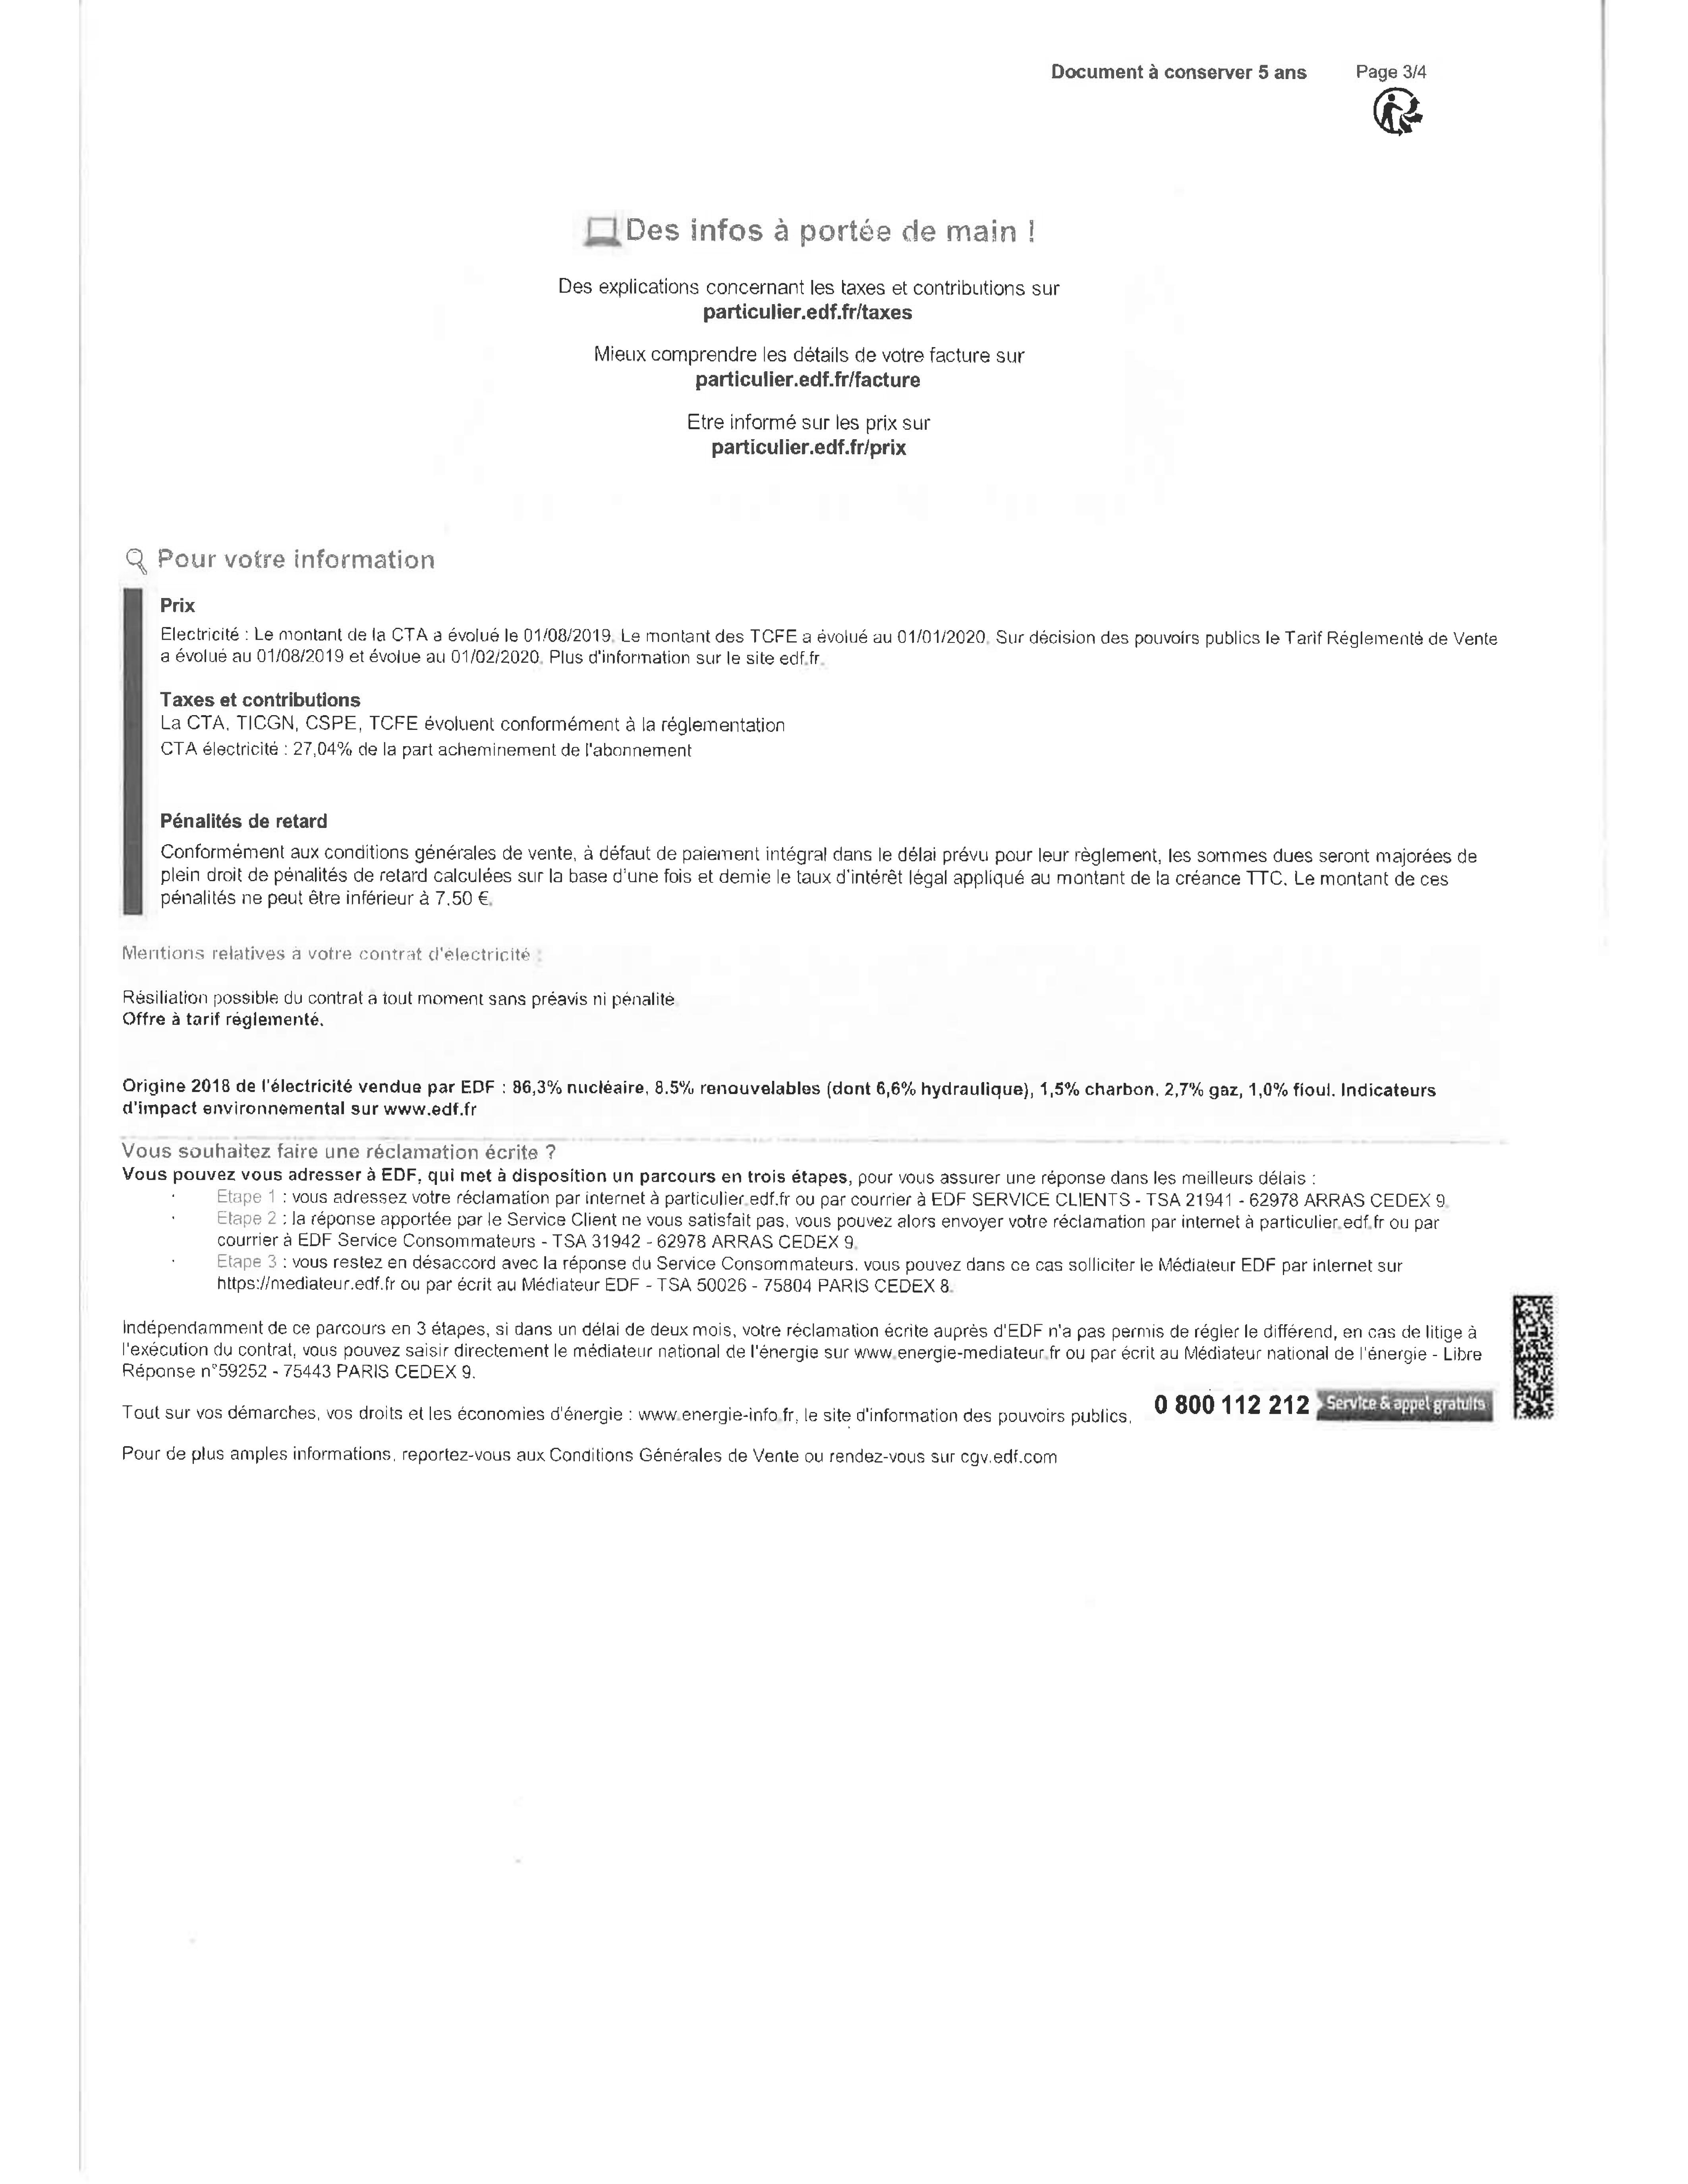 Document à conserver 5 ans Page 3/4
Des infos à portée de main !
Des explications concernant les taxes et contributions sur
particulier.edf.fr/taxes
Mieux comprendre les détails de votre facture sur
particulier.edf.fr/facture
Etre informé sur les prix sur
particulier.edf.fr/prix
Pour votre information
Prix
Electricité : Le montant de la CTA a évolué le 01/08/2019. Le montant des TCFE a évolué au 01/01/2020. Sur décision des pouvoirs publics le Tarif Réglementé de Vente
a évolué au 01/08/2019 et évolue au 01/02/2020. Plus d'information sur le site edf.fr.
Taxes et contributions
La CTA, TICGN, CSPE, TCFE évoluent conformément à la réglementation
CTA électricité : 27,04% de la part acheminement de l'abonnement
Pénalités de retard
Conformément aux conditions générales de vente, à défaut de paiement intégral dans le délai prévu pour leur règlement, les sommes dues seront majorées de
plein droit de pénalités de retard calculées sur la base d'une fois et demie le taux d'intérêt légal appliqué au montant de la créance TTC. Le montant de ces
pénalités ne peut être inférieur à 7.50 €.
Mentions relatives à votre contrat d'électricité :
Résiliation possible du contrat à tout moment sans préavis ni pénalité
Offre à tarif réglementé.
Origine 2018 de l'électricité vendue par EDF : 86,3% nucléaire, 8.5% renouvelables (dont 6,6% hydraulique), 1,5% charbon, 2,7% gaz, 1,0% fioul. Indicateurs
d'impact environnemental sur www.edf.fr
Vous souhaitez faire une réclamation écrite ?
Vous pouvez vous adresser à EDF, qui met à disposition un parcours en trois étapes, pour vous assurer une réponse dans les meilleurs délais :
· Etape 1 : vous adressez votre réclamation par internet à particulier.edf.fr ou par courrier à EDF SERVICE CLIENTS - TSA 21941 - 62978 ARRAS CEDEX 9.
· Etape 2 : la réponse apportée par le Service Client ne vous satisfait pas, vous pouvez alors envoyer votre réclamation par internet à particulier.edf.fr ou par
courrier à EDF Service Consommateurs - TSA 31942 - 62978 ARRAS CEDEX 9.
· Etape 3 : vous restez en désaccord avec la réponse du Service Consommateurs, vous pouvez dans ce cas solliciter le Médiateur EDF par internet sur
https://mediateur.edf.fr ou par écrit au Médiateur EDF - TSA 50026 - 75804 PARIS CEDEX 8.
Indépendamment de ce parcours en 3 étapes, si dans un délai de deux mois, votre réclamation écrite auprès d'EDF n'a pas permis de régler le différend, en cas de litige à
l'exécution du contrat, vous pouvez saisir directement le médiateur national de l'énergie sur www.energie-mediateur.fr ou par écrit au Médiateur national de l'énergie - Libre
Réponse n°59252 - 75443 PARIS CEDEX 9.
Tout sur vos démarches, vos droits et les économies d'énergie : www.energie-info.fr, le site d'information des pouvoirs publics. 0 800 112 212 Service & appel gratuits
Pour de plus amples informations, reportez-vous aux Conditions Générales de Vente ou rendez-vous sur cgv.edf.com